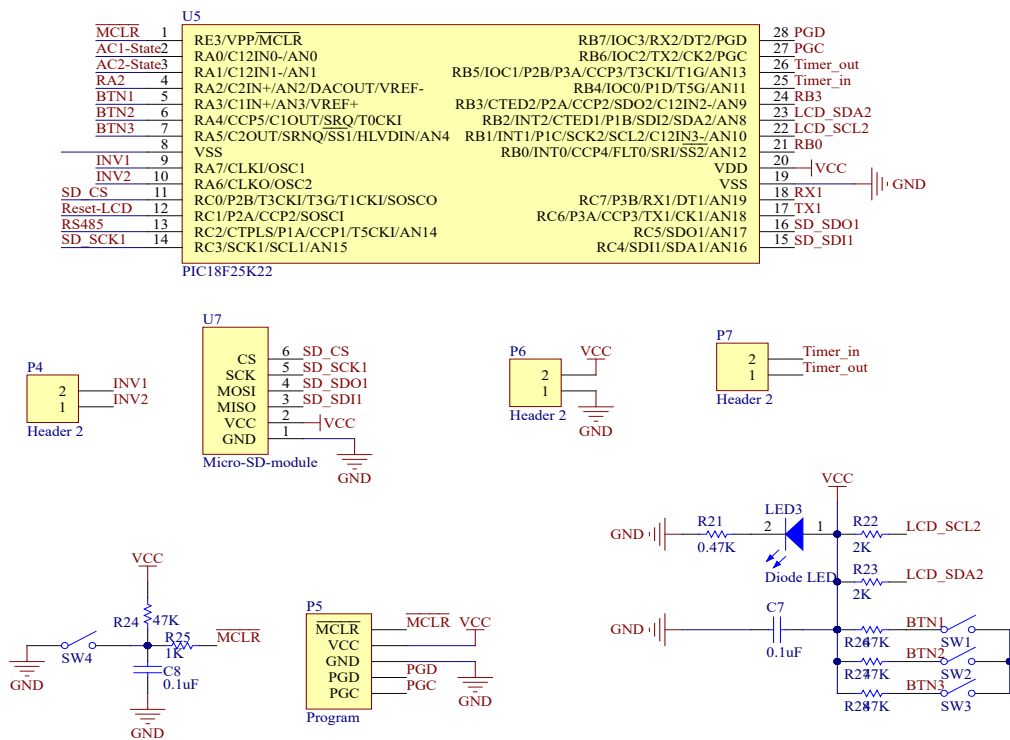 U5
MCLR 1 RE3/VPP/MCLR RB7/IOC3/RX2/DT2/PGD 28 PGD
AC1-State 2 RA0/C12IN0-/AN0 RB6/IOC2/TX2/CK2/PGC 27 PGC
AC2-State 3 RA1/C12IN1-/AN1 RB5/IOC1/P2B/P3A/CCP3/T3CKI/T1G/AN13 26 Timer_out
RA2 4 RA2/C2IN+/AN2/DACOUT/VREF- RB4/IOC0/P1D/T5G/AN11 25 Timer_in
BTN1 5 RA3/C1IN+/AN3/VREF+ RB3/CTED2/P2A/CCP2/SDO2/C12IN2-/AN9 24 RB3
BTN2 6 RA4/CCP5/C1OUT/SRQ/T0CKI RB2/INT2/CTED1/P1B/SDI2/SDA2/AN8 23 LCD_SDA2
BTN3 7 RA5/C2OUT/SRNQ/SS1/HLVDIN/AN4 RB1/INT1/P1C/SCK2/SCL2/C12IN3-/AN10 22 LCD_SCL2
8 VSS RB0/INT0/CCP4/FLT0/SRI/SS2/AN12 21 RB0
INV1 9 RA7/CLKI/OSC1 VDD 20 VCC
INV2 10 RA6/CLKO/OSC2 VSS 19 GND
SD_CS 11 RC0/P2B/T3CKI/T3G/T1CKI/SOSCO RC7/P3B/RX1/DT1/AN19 18 RX1
Reset-LCD 12 RC1/P2A/CCP2/SOSCI RC6/P3A/CCP3/TX1/CK1/AN18 17 TX1
RS485 13 RC2/CTPLS/P1A/CCP1/T5CKI/AN14 RC5/SDO1/AN17 16 SD_SDO1
SD_SCK1 14 RC3/SCK1/SCL1/AN15 RC4/SDI1/SDA1/AN16 15 SD_SDI1
PIC18F25K22
P4
2 INV1
1 INV2
Header 2
U7
CS 6 SD_CS
SCK 5 SD_SCK1
MOSI 4 SD_SDO1
MISO 3 SD_SDI1
VCC 2 VCC
GND 1
GND
Micro-SD-module
P6
VCC
2
1
Header 2
GND
P7
2 Timer_in
1 Timer_out
Header 2
VCC
R24 47K
R25
1K
MCLR
SW4
GND
C8
0.1uF
GND
P5
MCLR MCLR
VCC VCC
GND
PGD PGD
PGC PGC
GND
Program
VCC
GND R21 2 LED3 1 R22 LCD_SCL2
0.47K 2K
Diode LED
R23 LCD_SDA2
2K
GND C7
0.1uF
BTN1
R26 47K SW1
BTN2
R27 47K SW2
BTN3
R28 47K SW3